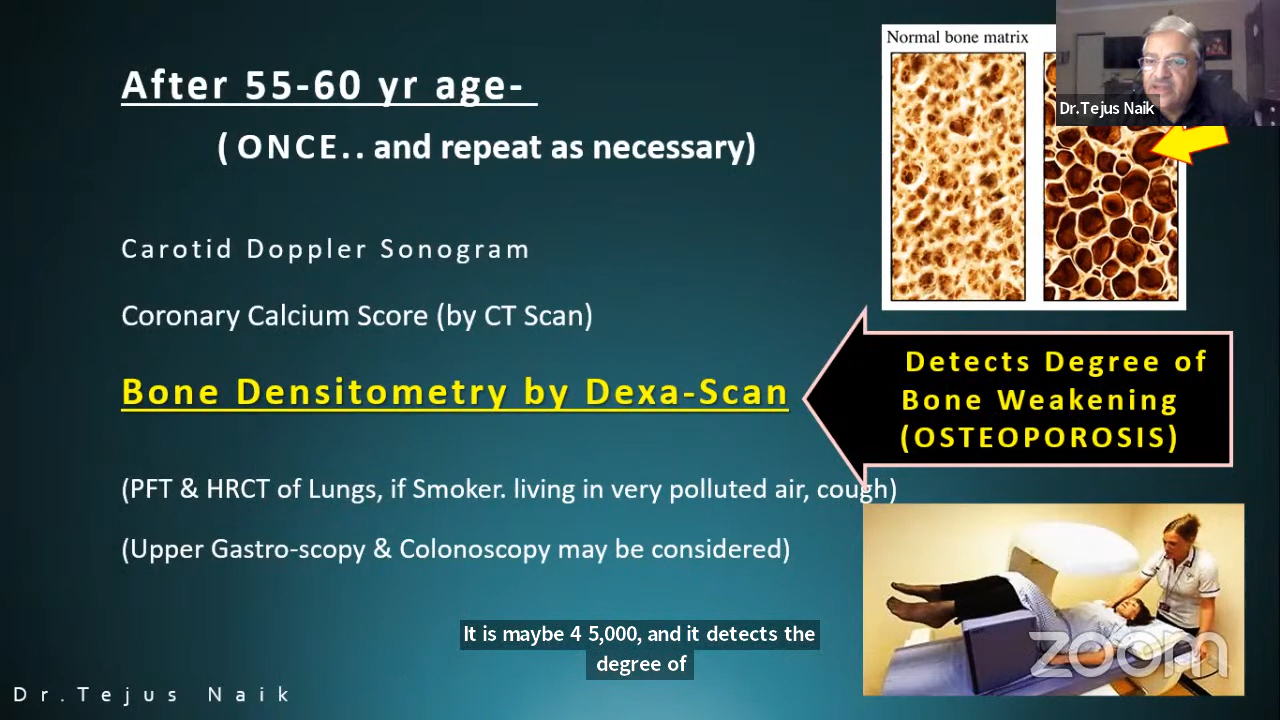 After 55-60 yr age-
( ONCE.. and repeat as necessary)
Carotid Doppler Sonogram
Coronary Calcium Score (by CT Scan)
Bone Densitometry by Dexa-Scan
(PFT & HRCT of Lungs, if Smoker. living in very polluted air, cough)
(Upper Gastro-scopy & Colonoscopy may be considered)
Normal bone matrix
Dr.Tejus Naik
Detects Degree of
Bone Weakening
(OSTEOPOROSIS)
zoom
It is maybe 4 5,000, and it detects the
degree of
Dr.Tejus Naik